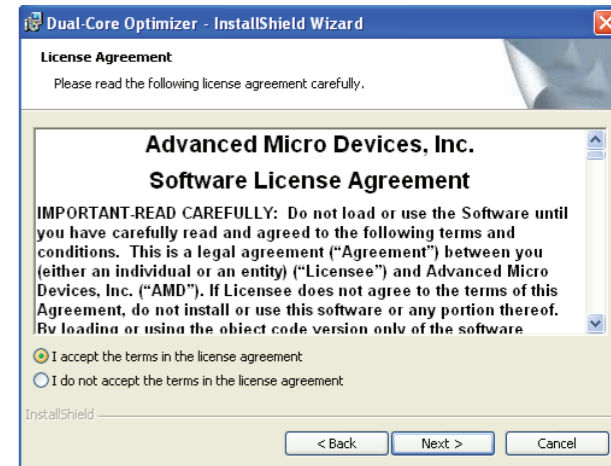 Dual-Core Optimizer - InstallShield Wizard
License Agreement
Please read the following license agreement carefully.
Advanced Micro Devices, Inc.
Software License Agreement
IMPORTANT-READ CAREFULLY: Do not load or use the Software until
you have carefully read and agreed to the following terms and
conditions. This is a legal agreement (“Agreement”) between you
(either an individual or an entity) (“Licensee”) and Advanced Micro
Devices, Inc. (“AMD”). If Licensee does not agree to the terms of this
Agreement, do not install or use this software or any portion thereof.
By loading or using the object code version only of the software
I accept the terms in the license agreement
I do not accept the terms in the license agreement
InstallShield
< Back Next > Cancel